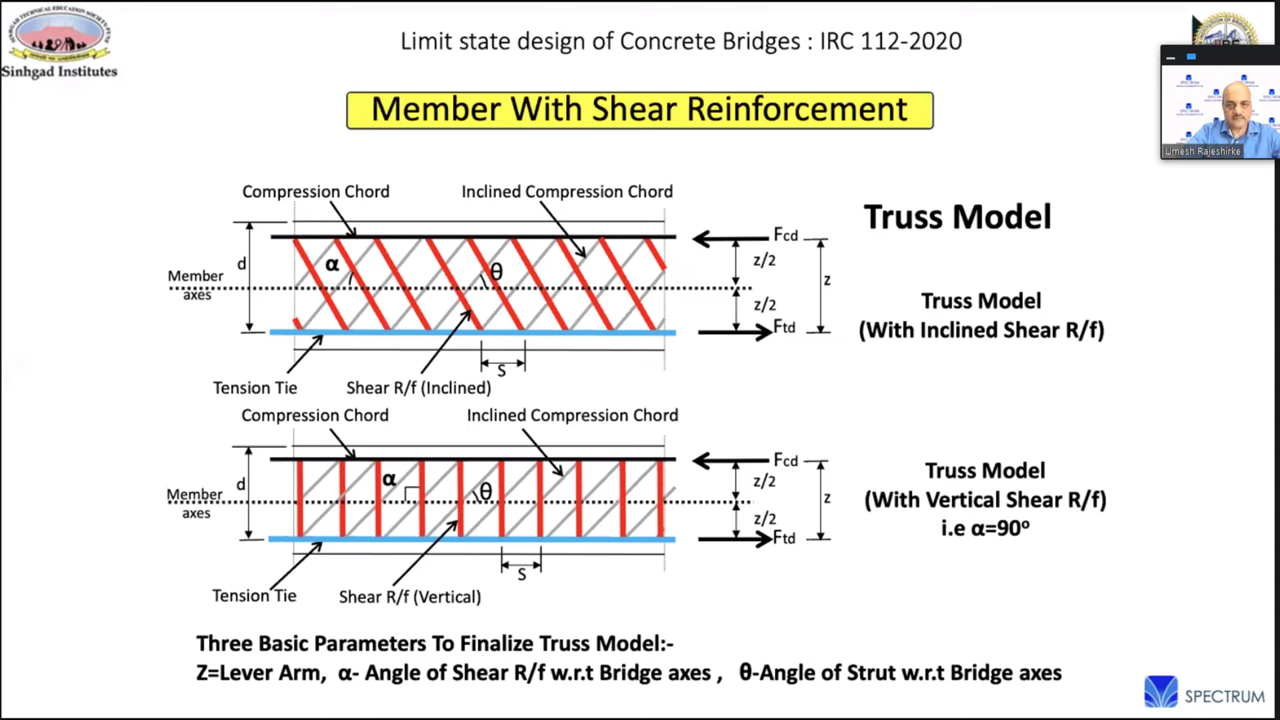 Sinhgad Institutes
Limit state design of Concrete Bridges : IRC 112-2020
Umesh Rajeshirke
Member With Shear Reinforcement
Compression Chord
Inclined Compression Chord
Truss Model
Fcd
d
α
θ
z/2
z
Member
axes
z/2
Truss Model
(With Inclined Shear R/f)
Ftd
S
Tension Tie
Shear R/f (Inclined)
Compression Chord
Inclined Compression Chord
Fcd
d
α
θ
z/2
z
Member
axes
z/2
Truss Model
(With Vertical Shear R/f)
i.e α=90º
Ftd
S
Tension Tie
Shear R/f (Vertical)
Three Basic Parameters To Finalize Truss Model:-
Z=Lever Arm, α- Angle of Shear R/f w.r.t Bridge axes , θ-Angle of Strut w.r.t Bridge axes
SPECTRUM